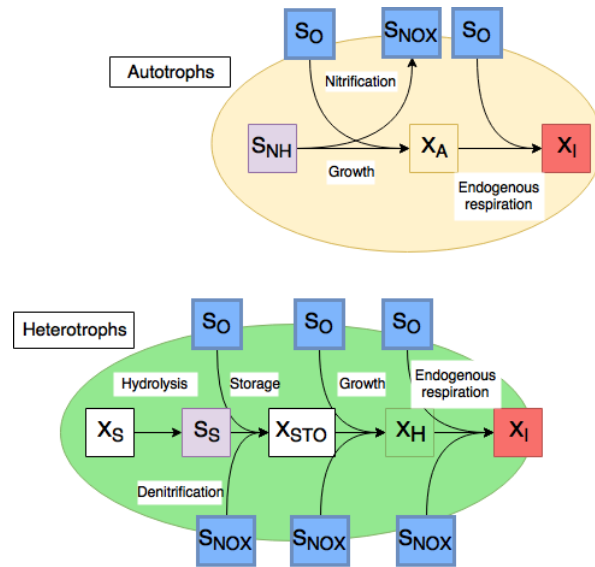 SO SNOX SO
Autotrophs
Nitrification
SNH XA XI
Growth
Endogenous
respiration
SO SO SO
Heterotrophs
Hydrolysis Storage Growth Endogenous
respiration
XS SS XSTO XH XI
Denitrification
SNOX SNOX SNOX